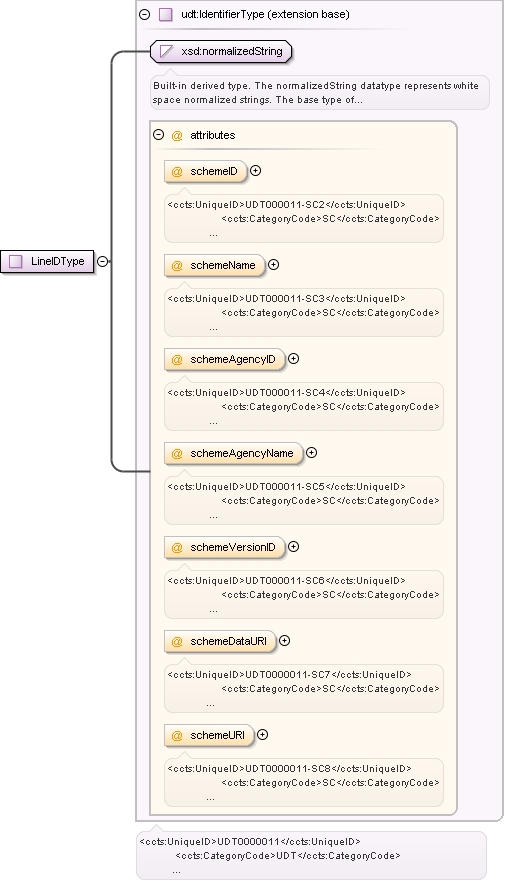 udt:IdentifierType (extension base)
xsd:normalizedString
Built-in derived type. The normalizedString datatype represents white
space normalized strings. The base type of...
@ attributes
@ schemeID
<ccts:UniqueID>UDT000011-SC2</ccts:UniqueID>
<ccts:CategoryCode>SC</ccts:CategoryCode>
...
LineIDType
@ schemeName
<ccts:UniqueID>UDT000011-SC3</ccts:UniqueID>
<ccts:CategoryCode>SC</ccts:CategoryCode>
...
@ schemeAgencyID
<ccts:UniqueID>UDT000011-SC4</ccts:UniqueID>
<ccts:CategoryCode>SC</ccts:CategoryCode>
...
@ schemeAgencyName
<ccts:UniqueID>UDT000011-SC5</ccts:UniqueID>
<ccts:CategoryCode>SC</ccts:CategoryCode>
...
@ schemeVersionID
<ccts:UniqueID>UDT000011-SC6</ccts:UniqueID>
<ccts:CategoryCode>SC</ccts:CategoryCode>
...
@ schemeDataURI
<ccts:UniqueID>UDT0000011-SC7</ccts:UniqueID>
<ccts:CategoryCode>SC</ccts:CategoryCode>
...
@ schemeURI
<ccts:UniqueID>UDT0000011-SC8</ccts:UniqueID>
<ccts:CategoryCode>SC</ccts:CategoryCode>
...
<ccts:UniqueID>UDT0000011</ccts:UniqueID>
<ccts:CategoryCode>UDT</ccts:CategoryCode>
...